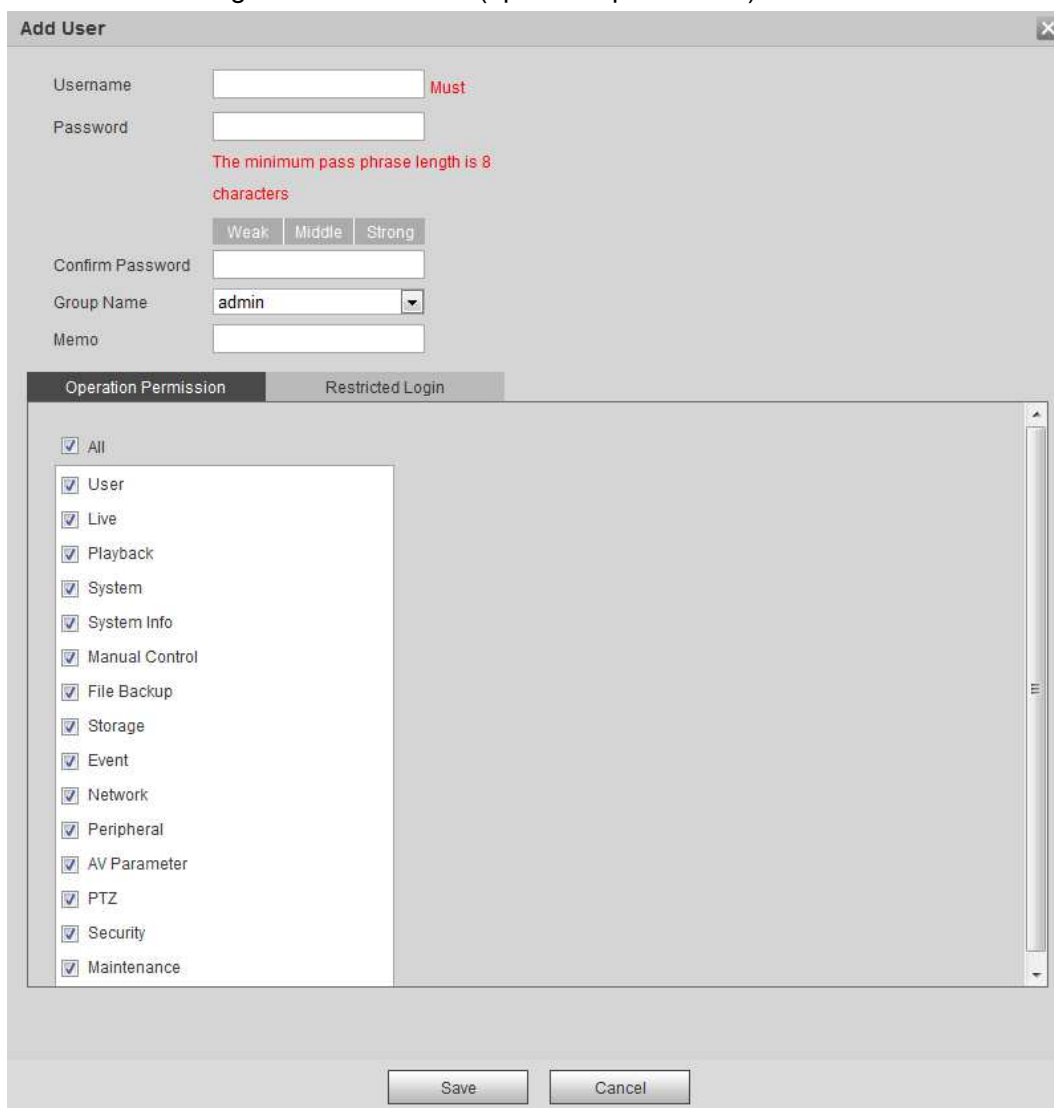 Add User
Username
Must
Password
The minimum pass phrase length is 8
characters
Weak Middle Strong
Confirm Password
Group Name
admin
Memo
Operation Permission
Restricted Login
All
User
Live
Playback
System
System Info
Manual Control
File Backup
Storage
Event
Network
Peripheral
AV Parameter
PTZ
Security
Maintenance
Save
Cancel